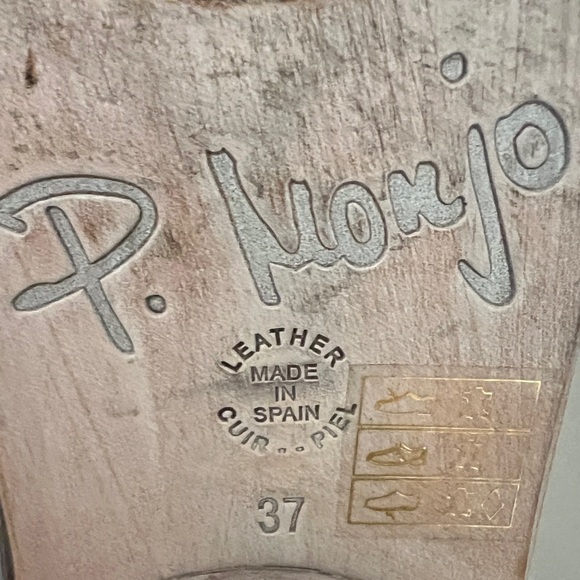 P. Monjo
LEATHER
MADE
IN
SPAIN
CUIR . . PIEL
37